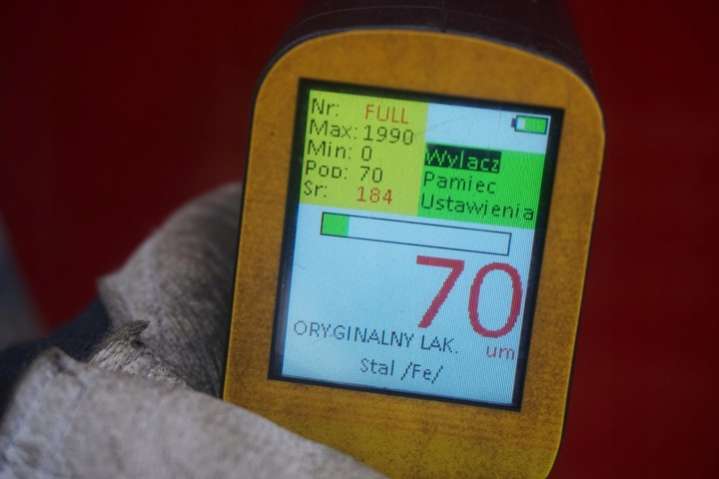 Nr: FULL
Max: 1990
Min: 0
Pop: 70
Sr: 184
Wylacz
Pamiec
Ustawienia
70
um
ORYGINALNY LAK.
Stal /Fe/